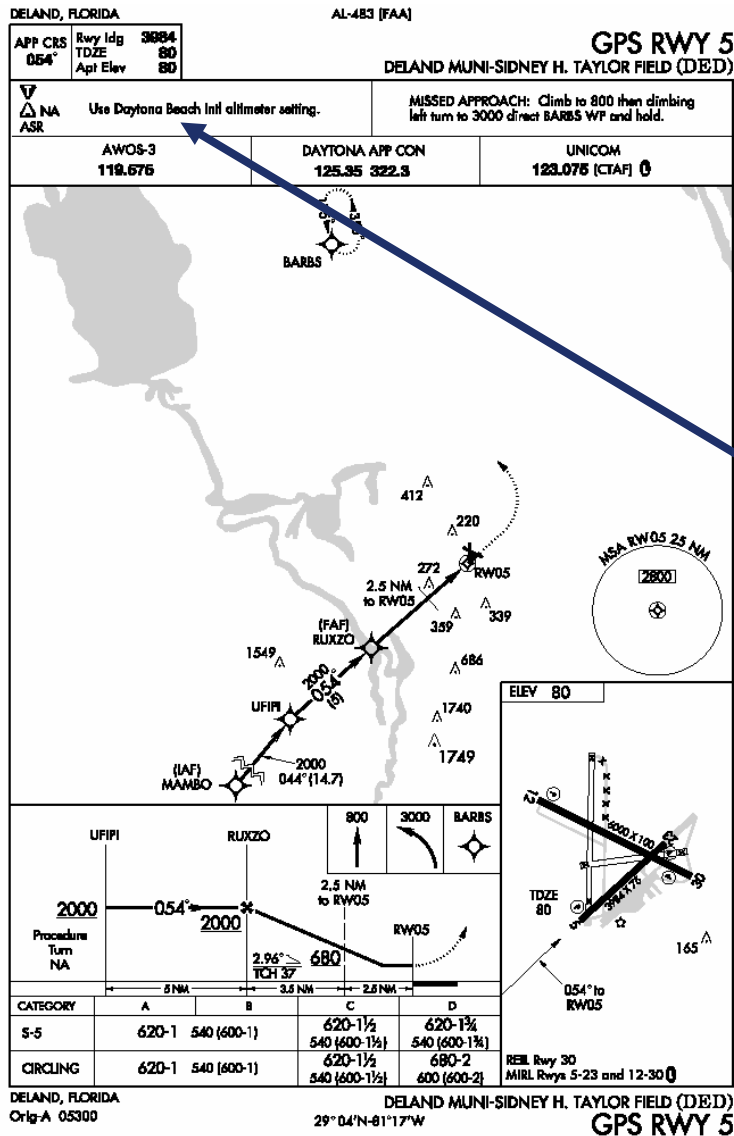 DELAND, FLORIDA
AL-483 [FAA]
APP CRS
054°
Rwy ldg 3984
TDZE 80
Apt Elev 80
GPS RWY 5
DELAND MUNI-SIDNEY H. TAYLOR FIELD (DED)
T
A NA
ASR
Use Daytona Beach Intl altimeter setting.
MISSED APPROACH: Climb to 800 then climbing
left turn to 3000 direct BARBS WP and hold.
AWOS-3
119.575
DAYTONA APP CON
125.35 322.3
UNICOM
123.075 (CTAF)
BARBS
412
220
272
RW05
2.5 NM
to RW05
359
339
(FAF)
RUXZO
1549
2000
054°
(5)
686
UFIPI
1740
1749
2000
044° (14.7)
(IAF)
MAMBO
MSA RW05 25 NM
2800
ELEV 80
12
6000 X 100
30
3984 X 75
5
TDZE
80
165
054° to
RW05
REIL Rwy 30
MIRL Rwys 5-23 and 12-30
800
3000
BARBS
UFIPI
RUXZO
2.5 NM
to RW05
RW05
2000
054°
2000
Procedure
Turn
NA
2.96°
TCH 37
680
5 NM
3.5 NM
2.5 NM
CATEGORY A B C D
S-5 620-1 540 (600-1) 620-1½ 540 (600-1½) 620-1¾ 540 (600-1¾)
CIRCLING 620-1 540 (600-1) 620-1½ 540 (600-1½) 680-2 600 (600-2)
DELAND, FLORIDA
Orig-A 05300
29°04'N-81°17'W
DELAND MUNI-SIDNEY H. TAYLOR FIELD (DED)
GPS RWY 5